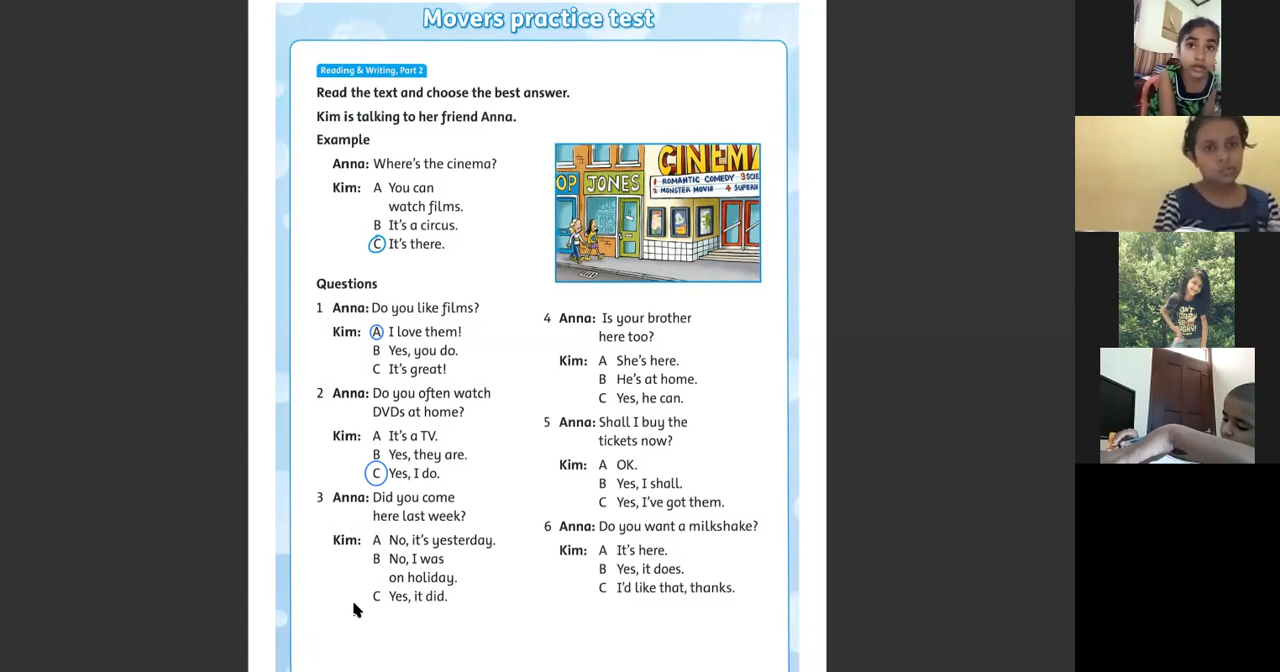 Movers practice test
Reading & Writing, Part 2
Read the text and choose the best answer.
Kim is talking to her friend Anna.
Example
Anna: Where's the cinema?
Kim: A You can
watch films.
B It's a circus.
C It's there.
OP
JONES
CINEMA
1 ROMANTIC COMEDY 3 SCIE
2 MONSTER MOVIE 4 SUPERH
Questions
1 Anna: Do you like films?
Kim: A I love them!
B Yes, you do.
C It's great!
2 Anna: Do you often watch
DVDs at home?
Kim: A It's a TV.
B Yes, they are.
C Yes, I do.
3 Anna: Did you come
here last week?
Kim: A No, it's yesterday.
B No, I was
on holiday.
C Yes, it did.
4 Anna: Is your brother
here too?
Kim: A She's here.
B He's at home.
C Yes, he can.
5 Anna: Shall I buy the
tickets now?
Kim: A OK.
B Yes, I shall.
C Yes, I've got them.
6 Anna: Do you want a milkshake?
Kim: A It's here.
B Yes, it does.
C I'd like that, thanks.